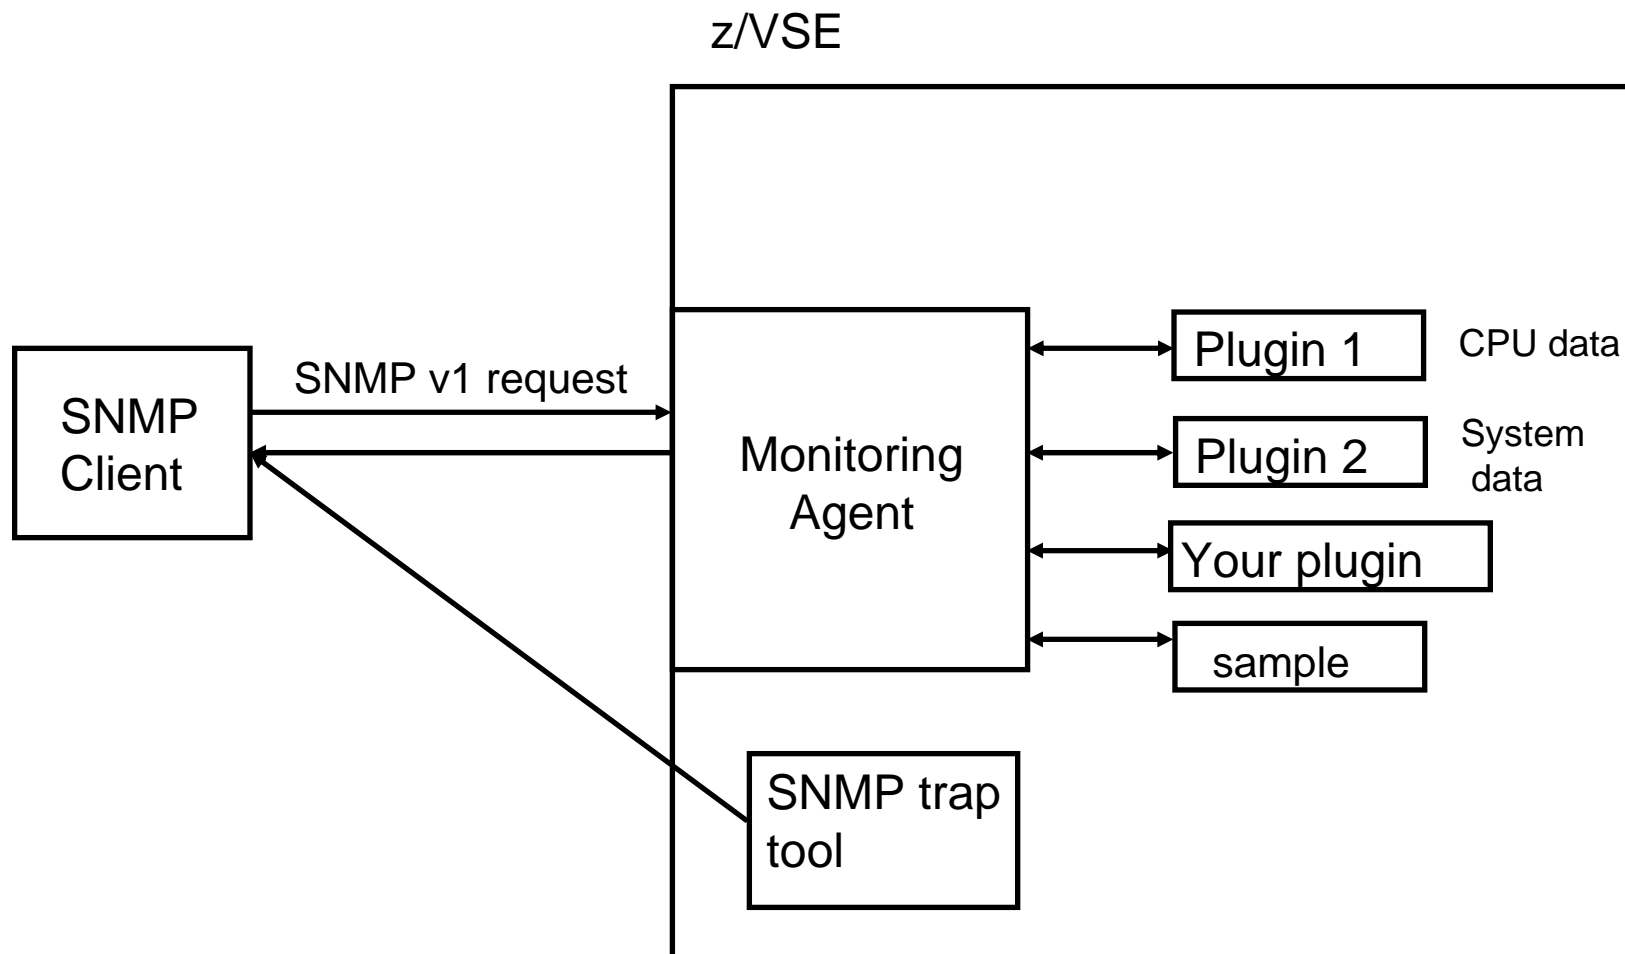 z/VSE
SNMP v1 request
SNMP
Client
Monitoring
Agent
Plugin 1
CPU data
Plugin 2
System
data
Your plugin
sample
SNMP trap
tool